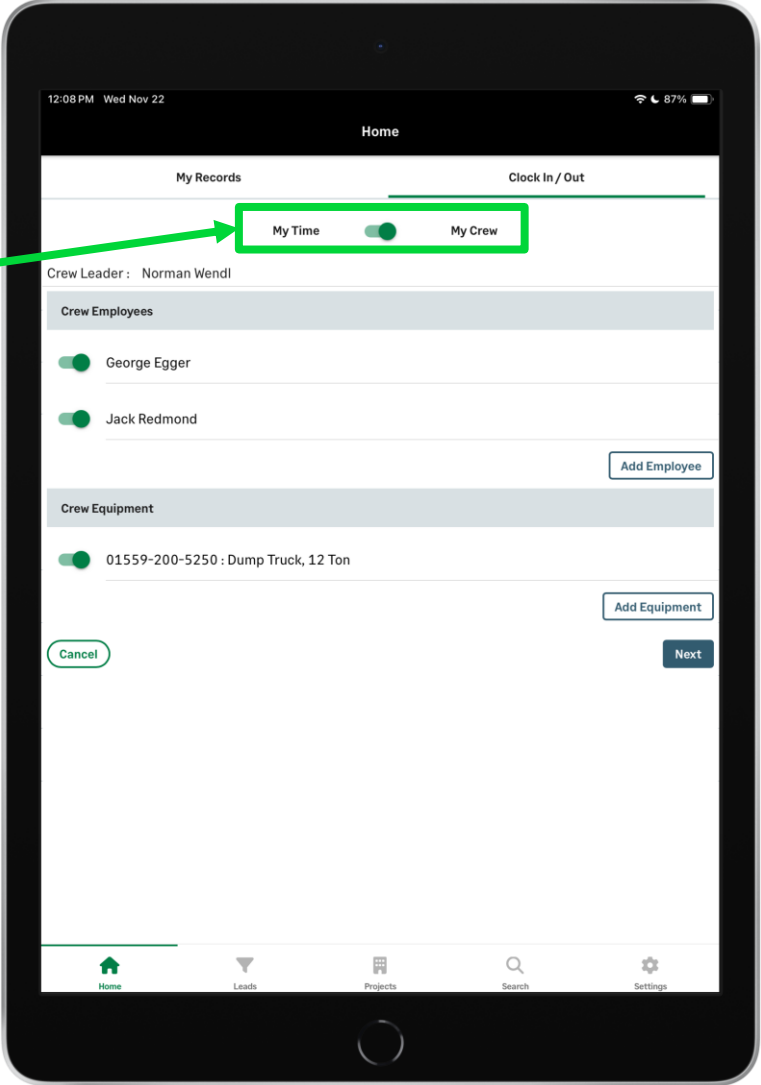 12:08 PM Wed Nov 22 87%
Home
My Records Clock In / Out
My Time My Crew
Crew Leader : Norman Wendl
Crew Employees
George Egger
Jack Redmond
Add Employee
Crew Equipment
01559-200-5250 : Dump Truck, 12 Ton
Add Equipment
Cancel Next
Home Leads Projects Search Settings